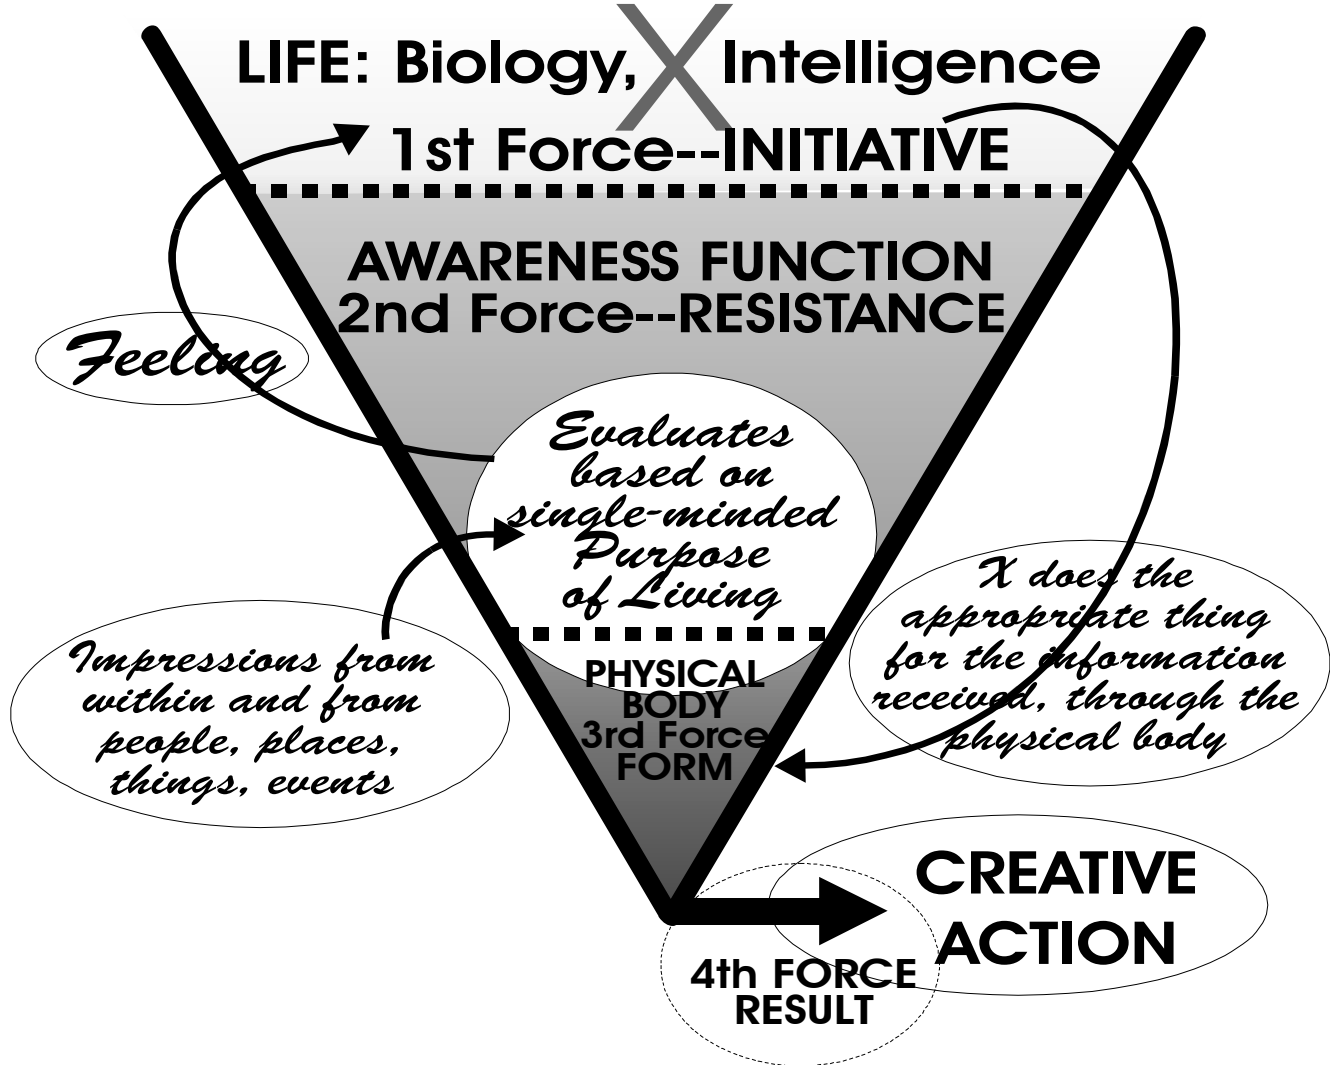 LIFE: Biology, X Intelligence
1st Force--INITIATIVE
AWARENESS FUNCTION
2nd Force--RESISTANCE
Feeling
Evaluates
based on
single-minded
Purpose
of Living
Impressions from
within and from
people, places,
things, events
PHYSICAL
BODY
3rd Force
FORM
X does the
appropriate thing
for the information
received, through the
physical body
CREATIVE
ACTION
4th FORCE
RESULT